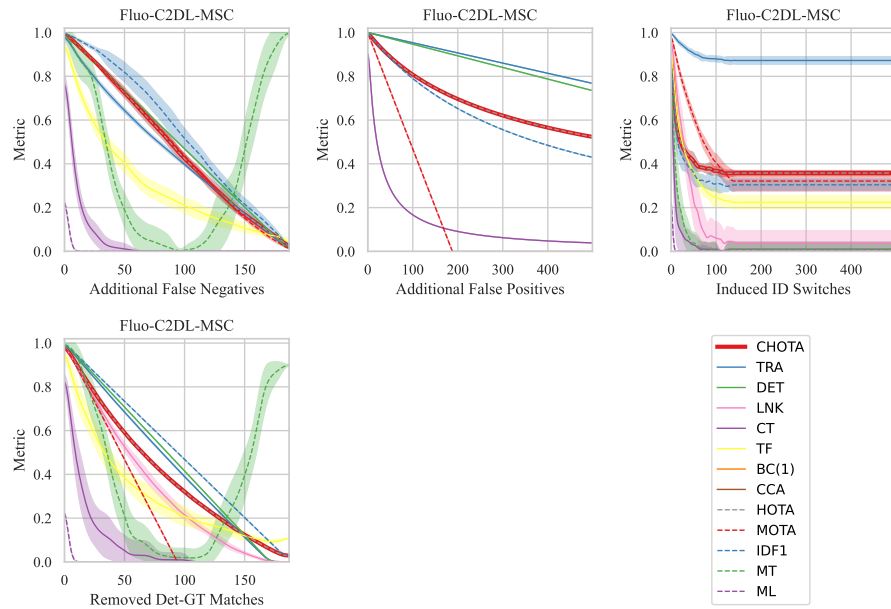 Fluo-C2DL-MSC
Fluo-C2DL-MSC
Fluo-C2DL-MSC
1.0
0.8
0.6
0.4
0.2
0.0
Metric
0
50
100
150
Additional False Negatives
1.0
0.8
0.6
0.4
0.2
0.0
Metric
0
100
200
300
400
Additional False Positives
1.0
0.8
0.6
0.4
0.2
0.0
Metric
0
100
200
300
400
Induced ID Switches
Fluo-C2DL-MSC
1.0
0.8
0.6
0.4
0.2
0.0
Metric
0
50
100
150
Removed Det-GT Matches
CHOTA
TRA
DET
LNK
CT
TF
BC(1)
CCA
HOTA
MOTA
IDF1
MT
ML